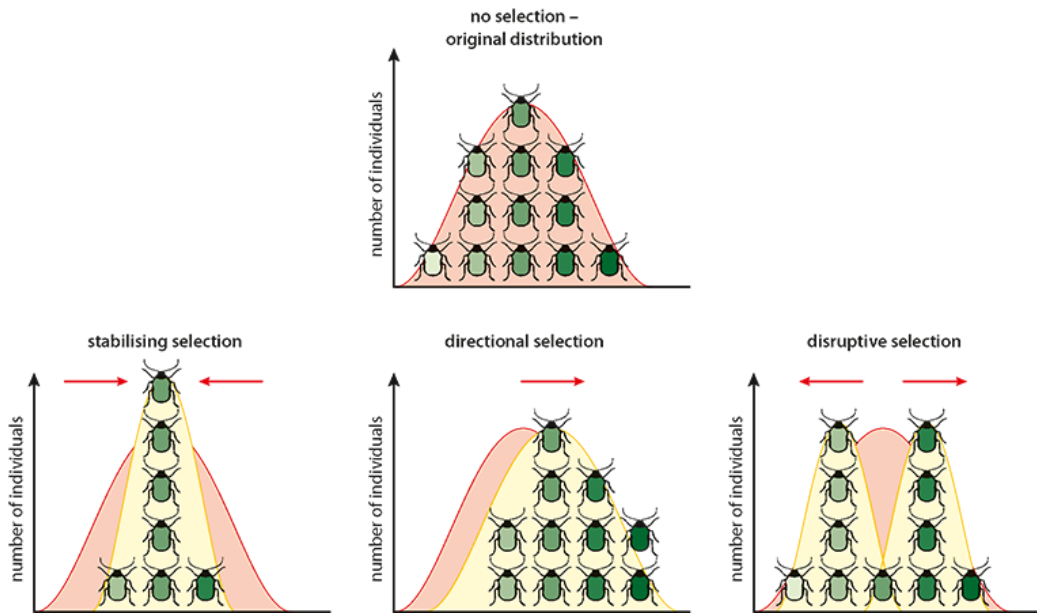 no selection –
original distribution
number of individuals
stabilising selection
directional selection
disruptive selection
number of individuals
number of individuals
number of individuals